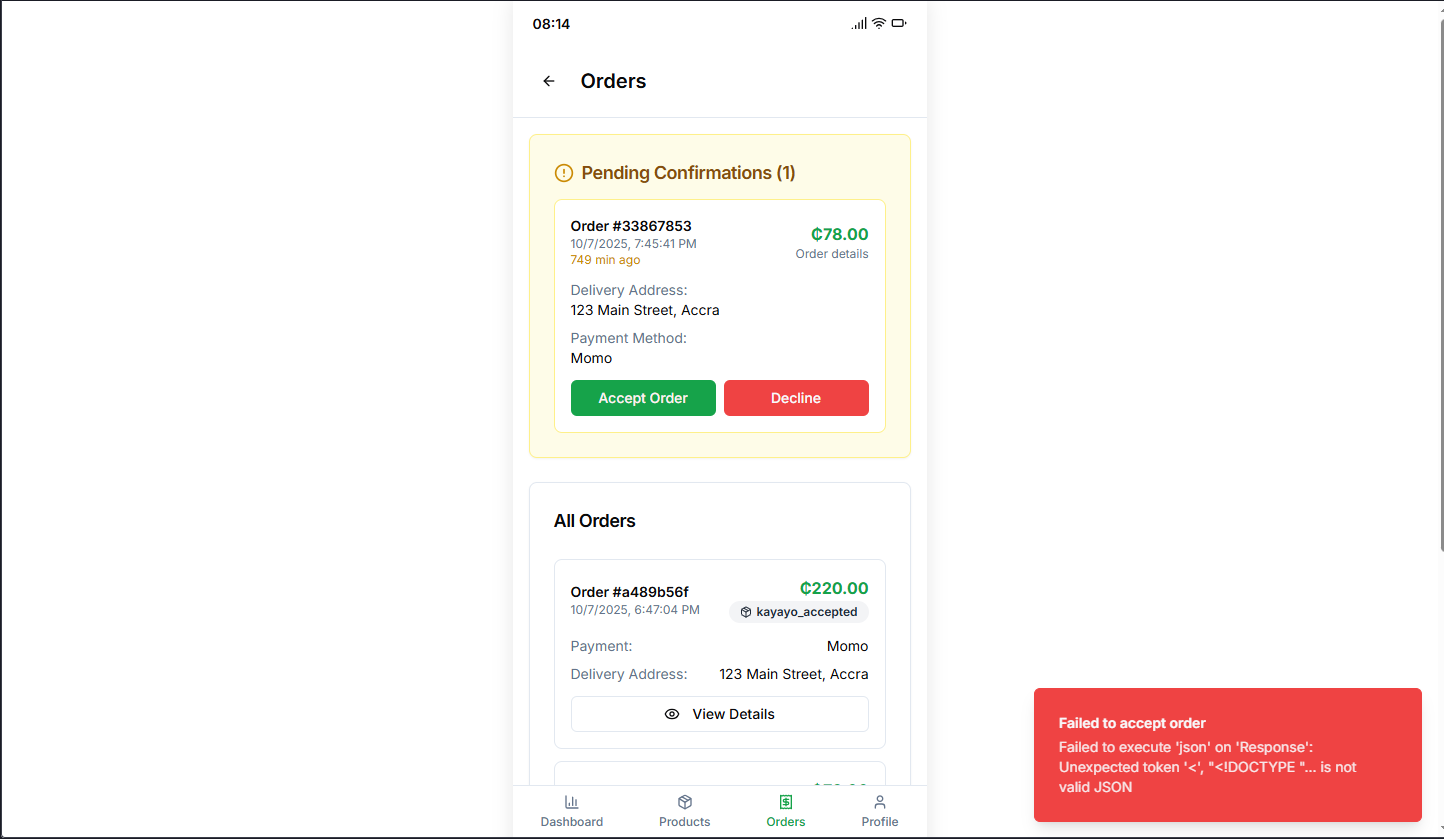 08:14
Orders
Pending Confirmations (1)
Order #33867853
₵78.00
10/7/2025, 7:45:41 PM
Order details
749 min ago
Delivery Address:
123 Main Street, Accra
Payment Method:
Momo
Accept Order
Decline
All Orders
Order #a489b56f
₵220.00
10/7/2025, 6:47:04 PM
kayayo_accepted
Payment:
Momo
Delivery Address:
123 Main Street, Accra
View Details
Dashboard
Products
Orders
Profile
Failed to accept order
Failed to execute 'json' on 'Response':
Unexpected token '<', "<!DOCTYPE "... is not
valid JSON